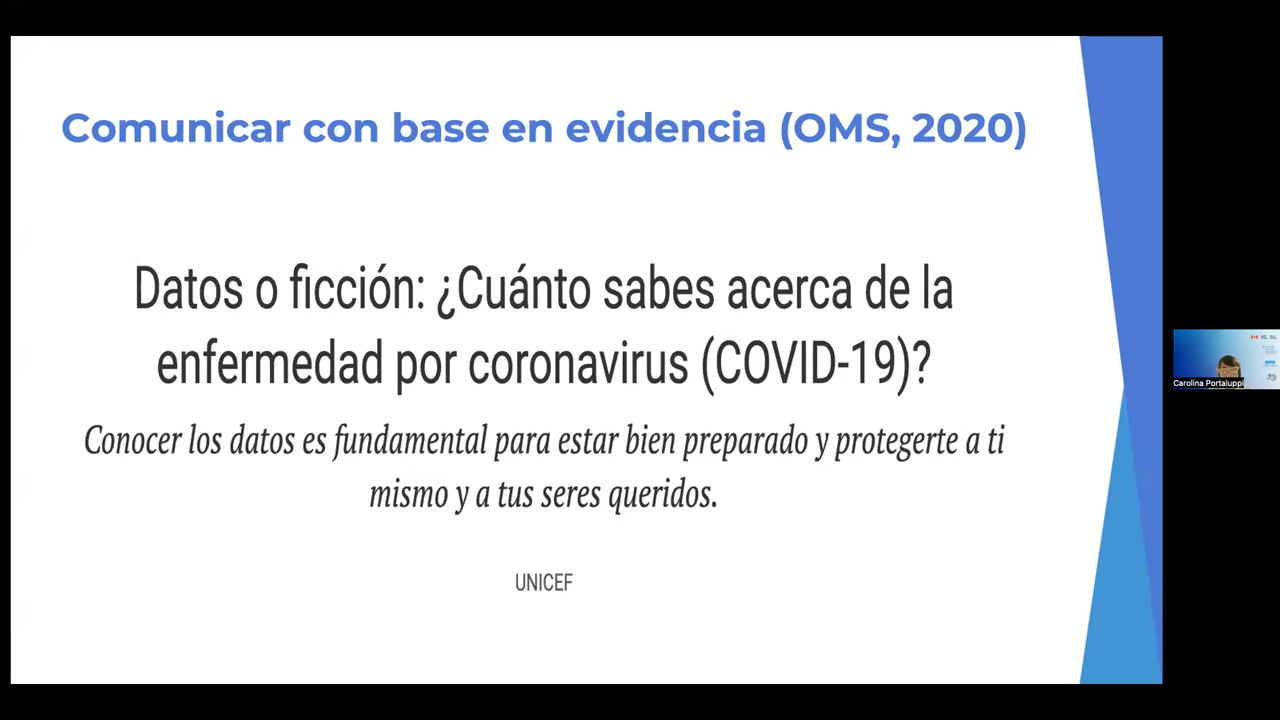 Comunicar con base en evidencia (OMS, 2020)
Datos o ficción: ¿Cuánto sabes acerca de la
enfermedad por coronavirus (COVID-19)?
Conocer los datos es fundamental para estar bien preparado y protegerte a ti
mismo y a tus seres queridos.
UNICEF
Carolina Portaluppi